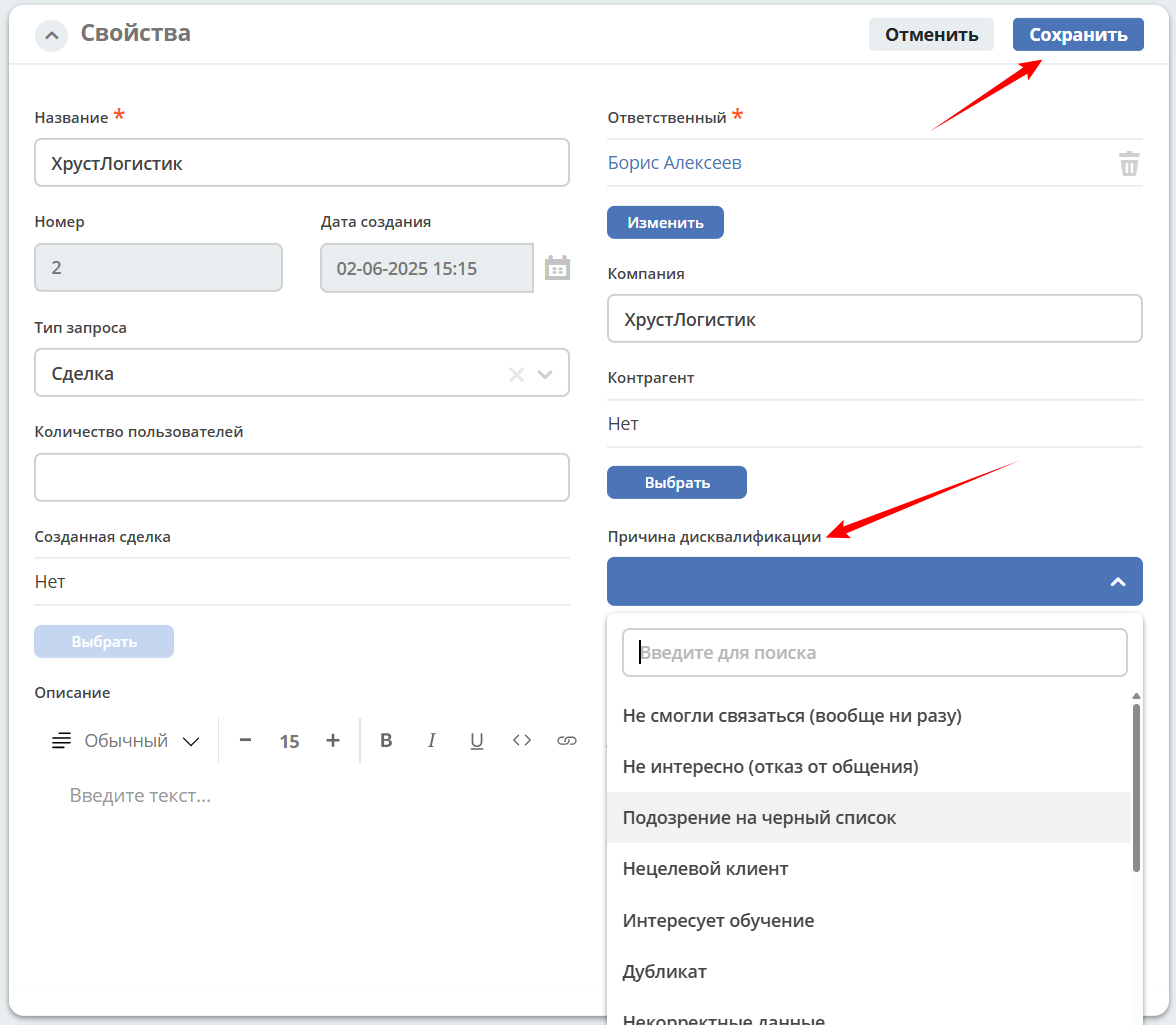 Свойства
Отменить
Сохранить
Название *
ХрустЛогистик
Номер
Дата создания
2
02-06-2025 15:15
Тип запроса
Сделка
Количество пользователей
Созданная сделка
Нет
Выбрать
Описание
Обычный
15
B I U <>
Введите текст...
Ответственный *
Борис Алексеев
Изменить
Компания
ХрустЛогистик
Контрагент
Нет
Выбрать
Причина дисквалификации
Введите для поиска
Не смогли связаться (вообще ни разу)
Не интересно (отказ от общения)
Подозрение на черный список
Нецелевой клиент
Интересует обучение
Дубликат
Некорректные данные